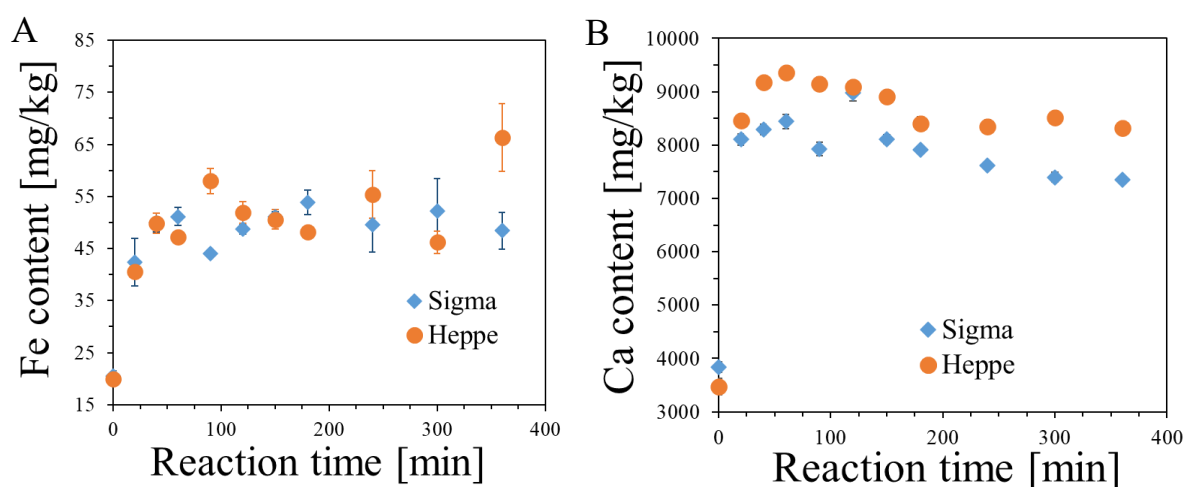 A
Fe content [mg/kg]
85
75
65
55
45
35
25
15
Sigma
Heppe
0
100
200
300
400
Reaction time [min]
B
Ca content [mg/kg]
10000
9000
8000
7000
6000
5000
4000
3000
Sigma
Heppe
0
100
200
300
400
Reaction time [min]